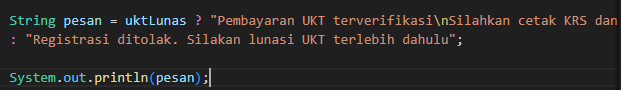 String pesan = uktLunas ? "Pembayaran UKT terverifikasi\nSilahkan cetak KRS dan
: "Registrasi ditolak. Silakan lunasi UKT terlebih dahulu";
System.out.println(pesan);